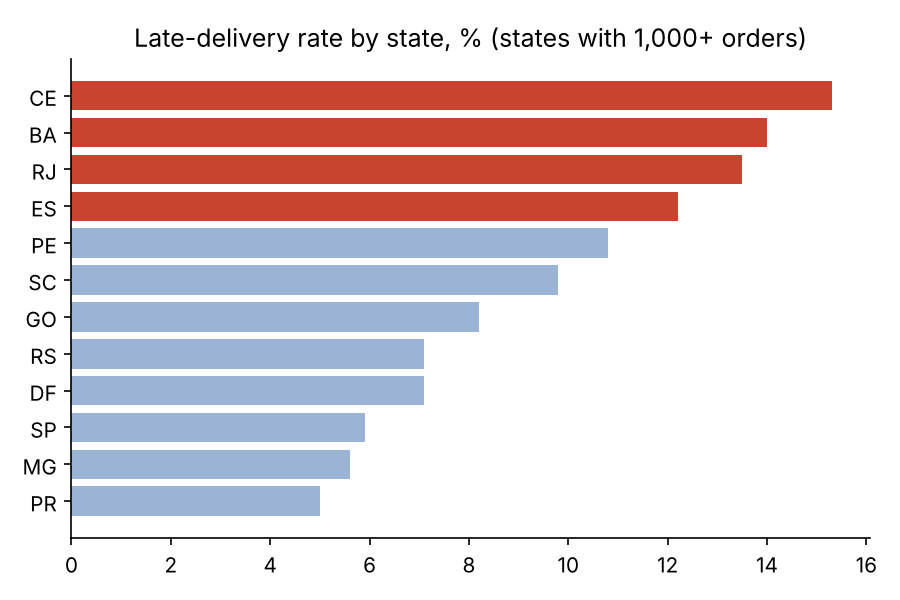 Late-delivery rate by state, % (states with 1,000+ orders)
CE
BA
RJ
ES
PE
SC
GO
RS
DF
SP
MG
PR
0 2 4 6 8 10 12 14 16